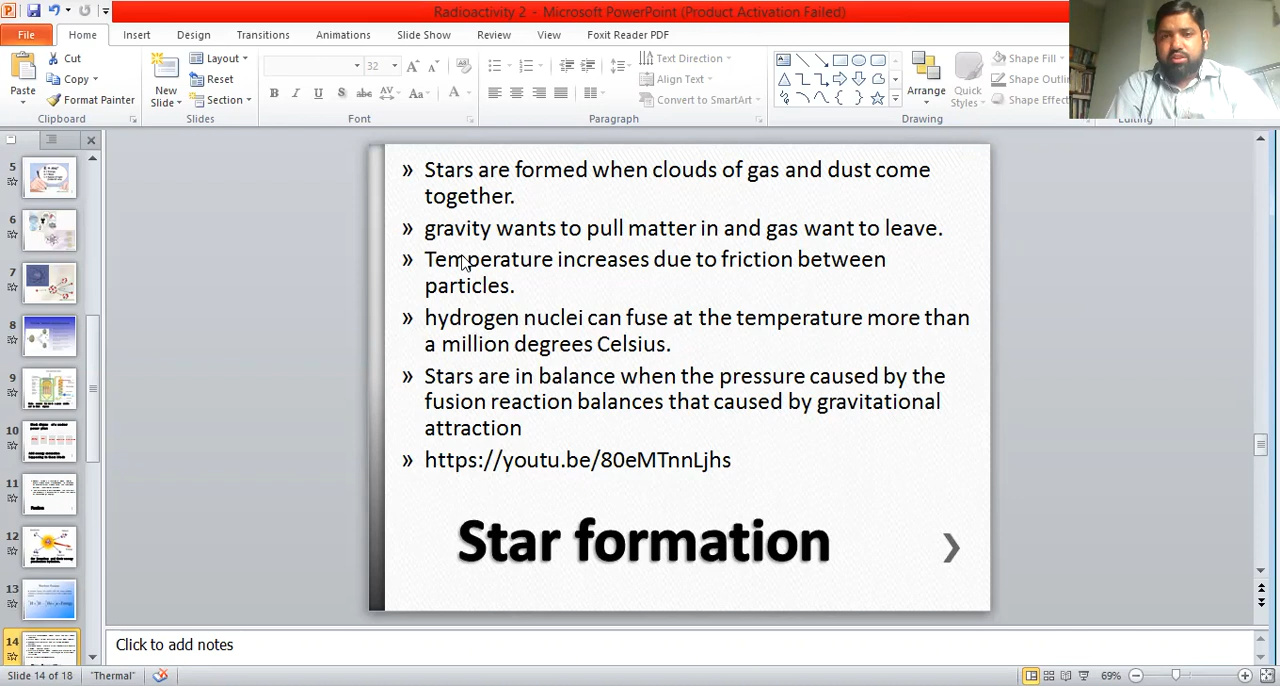 Radioactivity 2 - Microsoft PowerPoint (Product Activation Failed)
File Home Insert Design Transitions Animations Slide Show Review View Foxit Reader PDF
Paste
Cut
Copy
Format Painter
Clipboard
New
Slide
Layout
Reset
Section
Slides
32
B I U S abc AV Aa A
Font
Text Direction
Align Text
Convert to SmartArt
Paragraph
Arrange
Quick
Styles
Shape Fill
Shape Outli
Shape Effect
Drawing
Editing
5
6
7
8
9
10
11
12
13
14
» Stars are formed when clouds of gas and dust come
together.
» gravity wants to pull matter in and gas want to leave.
» Temperature increases due to friction between
particles.
» hydrogen nuclei can fuse at the temperature more than
a million degrees Celsius.
» Stars are in balance when the pressure caused by the
fusion reaction balances that caused by gravitational
attraction
» https://youtu.be/80eMTnnLjhs
Star formation
Click to add notes
Slide 14 of 18 "Thermal" 69%